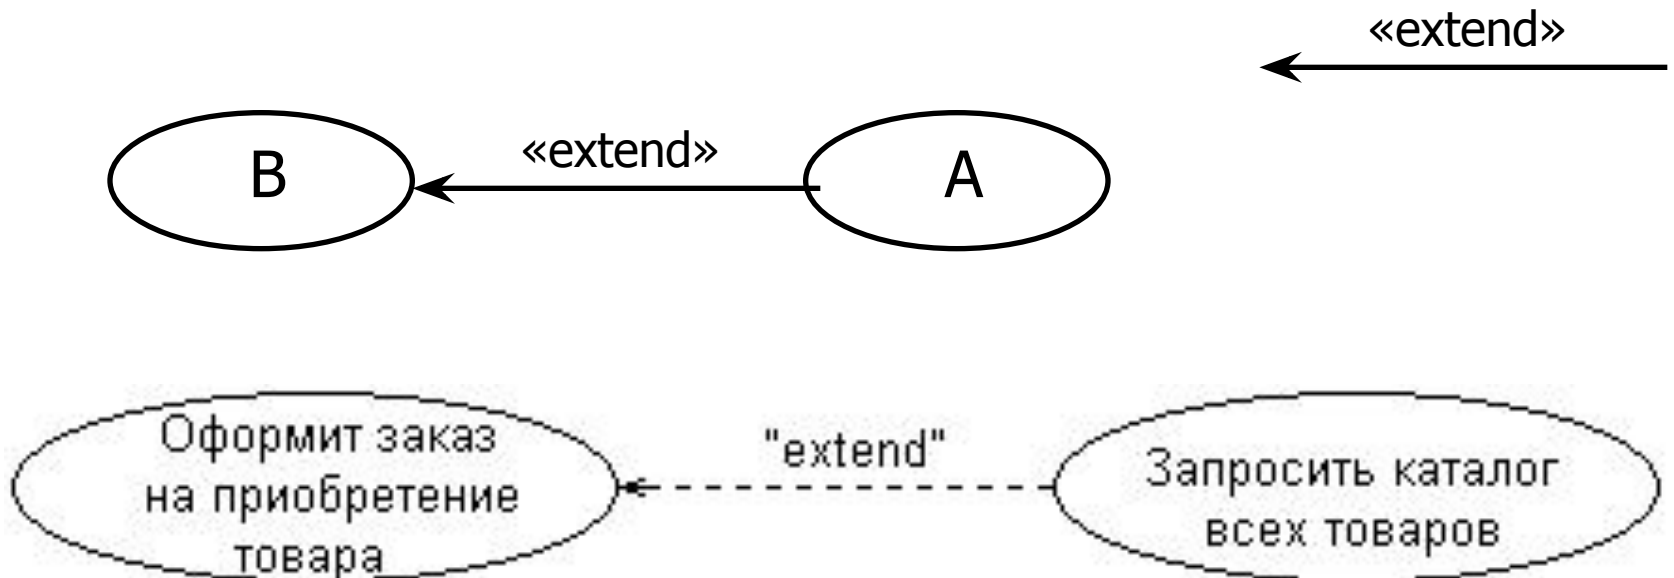 «extend»
B
«extend»
A
Оформит заказ
на приобретение
товара
"extend"
Запросить каталог
всех товаров